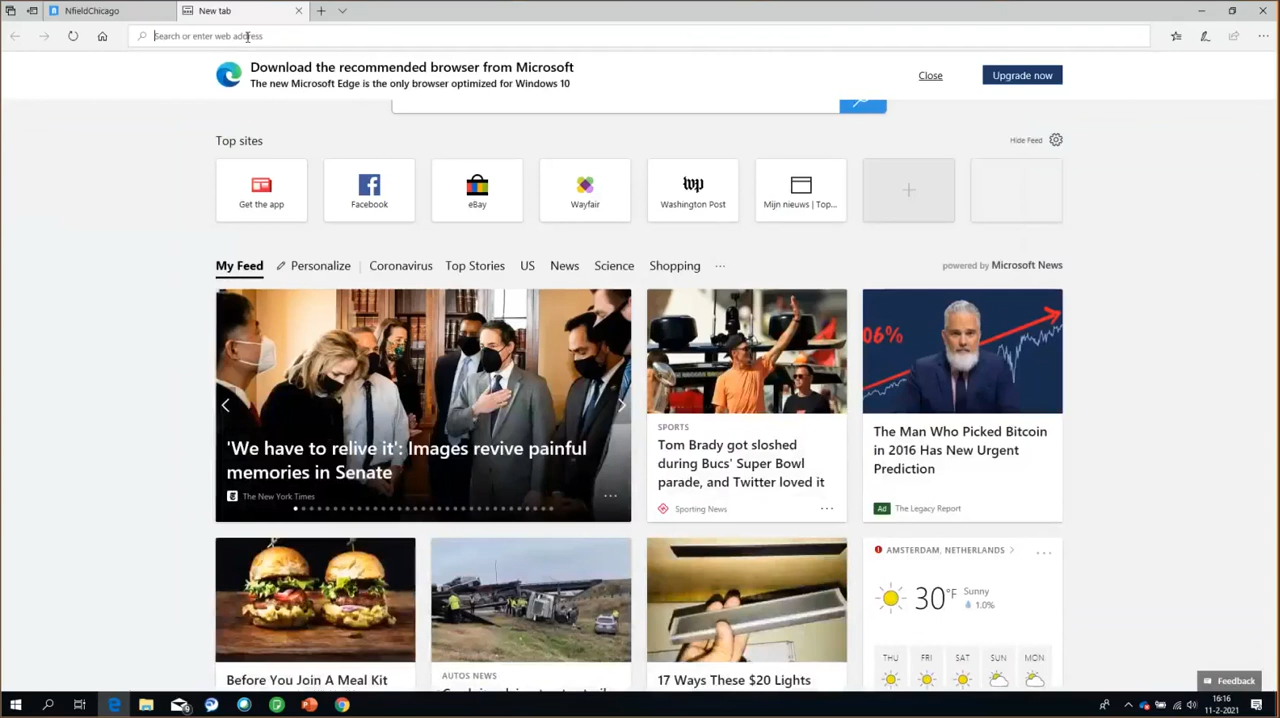 NfieldChicago
New tab
Search or enter web address
Download the recommended browser from Microsoft
The new Microsoft Edge is the only browser optimized for Windows 10
Close
Upgrade now
Top sites
Hide Feed
Get the app
Facebook
eBay
Wayfair
wp
Washington Post
Mijn nieuws | Top...
My Feed
Personalize
Coronavirus
Top Stories
US
News
Science
Shopping
powered by Microsoft News
'We have to relive it': Images revive painful
memories in Senate
The New York Times
SPORTS
Tom Brady got sloshed
during Bucs' Super Bowl
parade, and Twitter loved it
Sporting News
06%
The Man Who Picked Bitcoin
in 2016 Has New Urgent
Prediction
Ad The Legacy Report
Before You Join A Meal Kit
AUTOS NEWS
17 Ways These $20 Lights
AMSTERDAM, NETHERLANDS
30°F
Sunny
1.0%
THU FRI SAT SUN MON
Feedback
16:16
11-2-2021